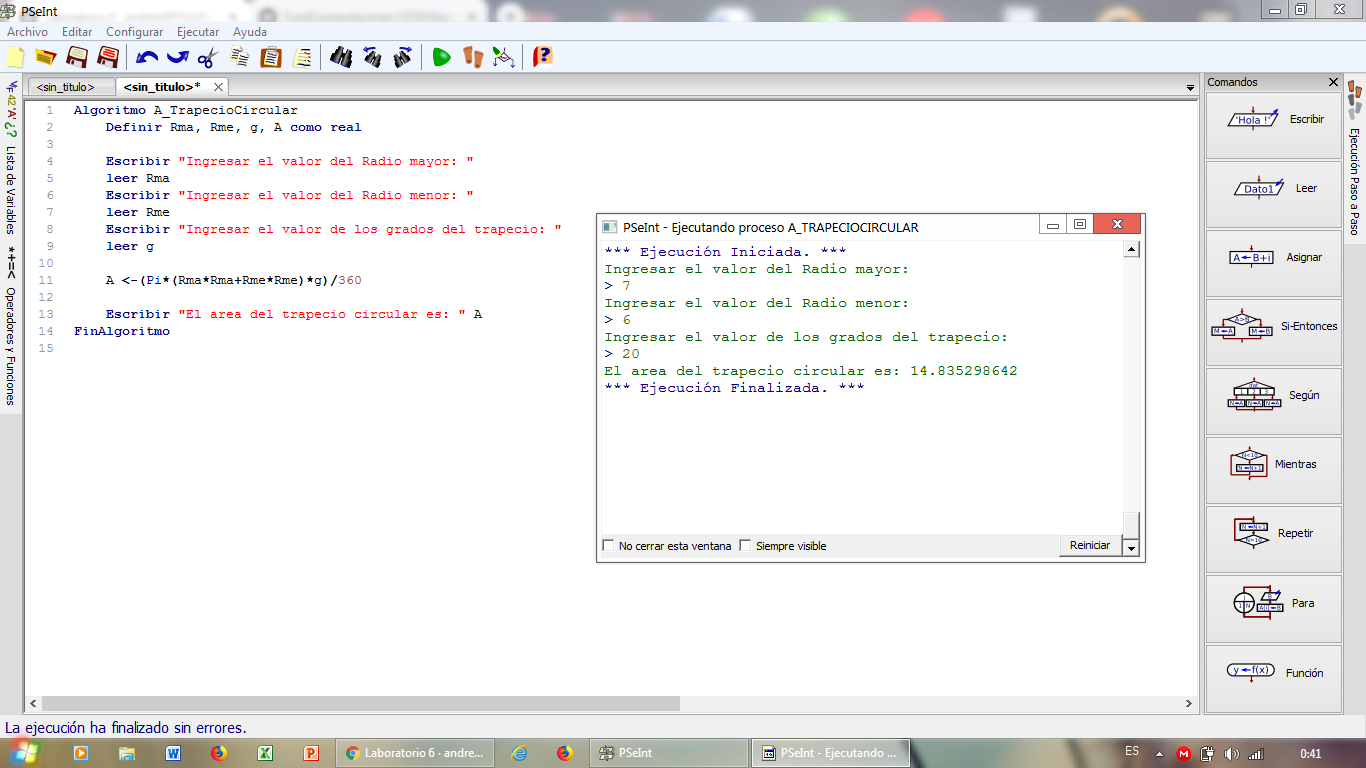 PSeInt
Archivo Editar Configurar Ejecutar Ayuda
<sin_titulo> <sin_titulo>*
42 'A' ¿? Lista de Variables
*+=< Operadores y Funciones
1 Algoritmo A_TrapecioCircular
2 Definir Rma, Rme, g, A como real
3
4 Escribir "Ingresar el valor del Radio mayor: "
5 leer Rma
6 Escribir "Ingresar el valor del Radio menor: "
7 leer Rme
8 Escribir "Ingresar el valor de los grados del trapecio: "
9 leer g
10
11 A <-(Pi*(Rma*Rma+Rme*Rme)*g)/360
12
13 Escribir "El area del trapecio circular es: " A
14 FinAlgoritmo
15
PSeInt - Ejecutando proceso A_TRAPECIOCIRCULAR
*** Ejecución Iniciada. ***
Ingresar el valor del Radio mayor:
> 7
Ingresar el valor del Radio menor:
> 6
Ingresar el valor de los grados del trapecio:
> 20
El area del trapecio circular es: 14.835298642
*** Ejecución Finalizada. ***
No cerrar esta ventana Siempre visible Reiniciar
Comandos
'Hola !' Escribir
Dato1 Leer
A←B+i Asignar
A>B M←A M←B Si-Entonces
Según
Mientras
Repetir
Para
y←f(x) Función
Ejecución Paso a Paso
La ejecución ha finalizado sin errores.
Laboratorio 6 · andre... PSeInt PSeInt - Ejecutando ... ES 0:41